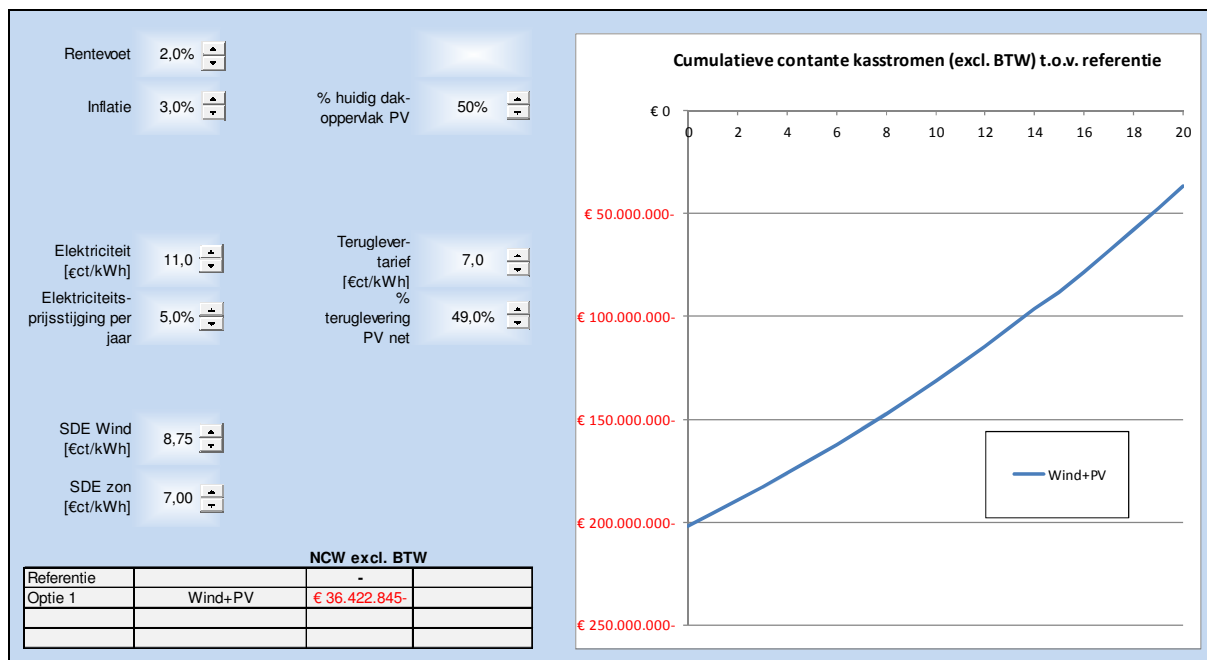 Rentevoet 2,0%
Inflatie 3,0%
% huidig dak-
oppervlak PV 50%
Elektriciteit
[€ct/kWh] 11,0
Teruglever-
tarief
[€ct/kWh] 7,0
Elektriciteits-
prijsstijging per
jaar 5,0%
%
teruglevering
PV net 49,0%
SDE Wind
[€ct/kWh] 8,75
SDE zon
[€ct/kWh] 7,00
NCW excl. BTW
Referentie -
Optie 1 Wind+PV € 36.422.845-
Cumulatieve contante kasstromen (excl. BTW) t.o.v. referentie
€ 0
0 2 4 6 8 10 12 14 16 18 20
€ 50.000.000-
€ 100.000.000-
€ 150.000.000-
€ 200.000.000-
€ 250.000.000-
Wind+PV